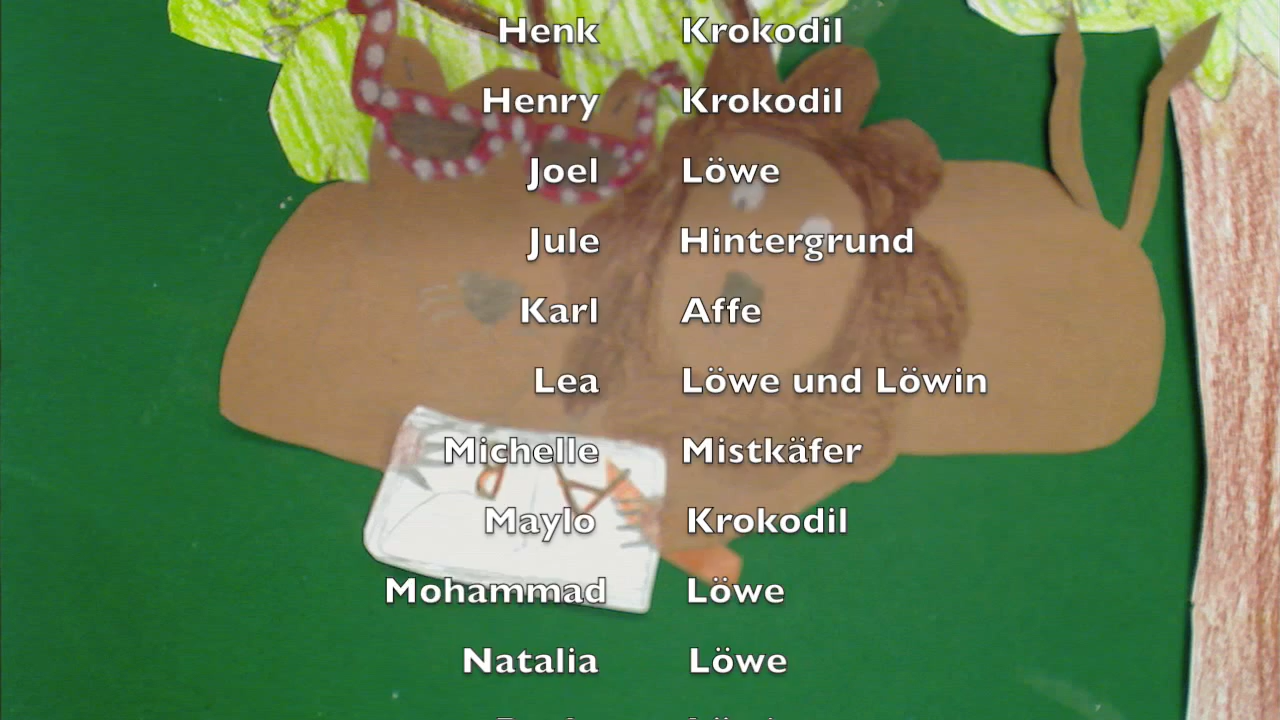 Henk Krokodil
Henry Krokodil
Joel Löwe
Jule Hintergrund
Karl Affe
Lea Löwe und Löwin
Michelle Mistkäfer
Maylo Krokodil
Mohammad Löwe
Natalia Löwe